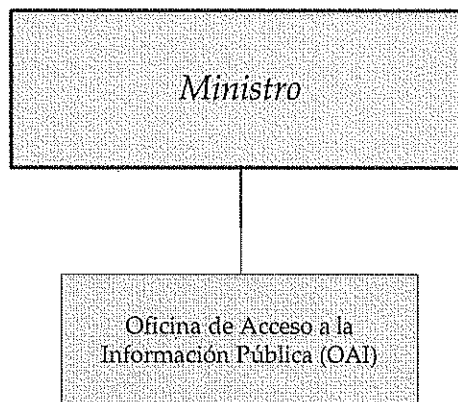 Ministro
Oficina de Acceso a la
Información Pública (OAI)